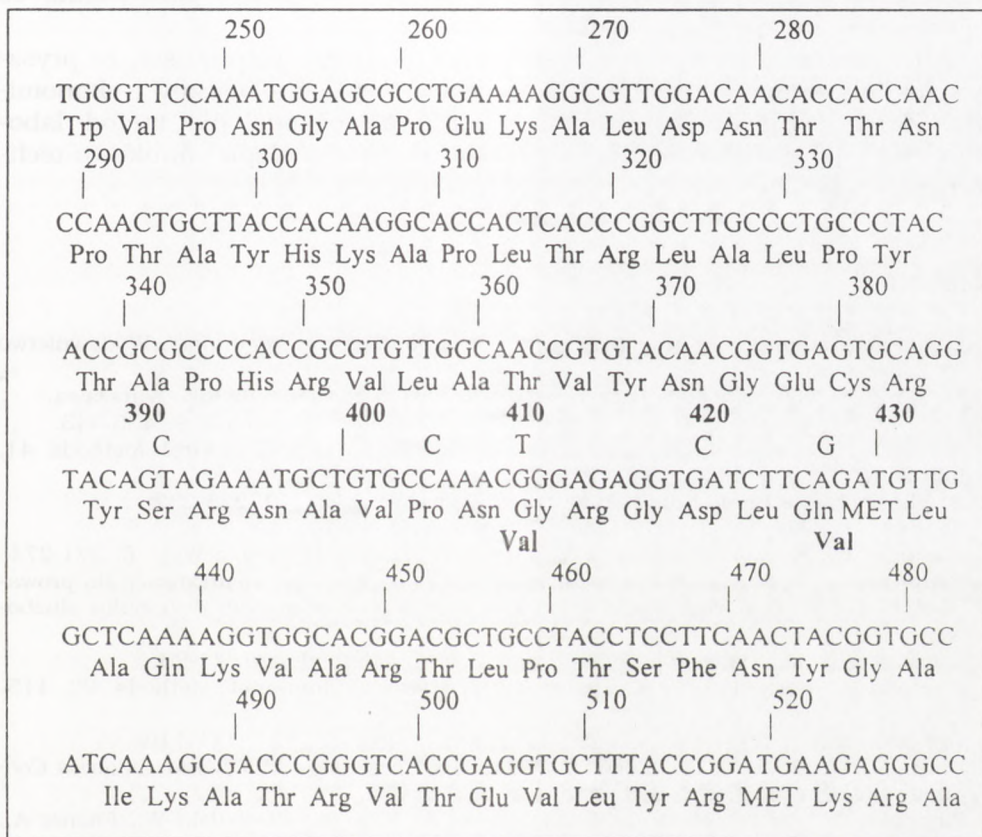 250 260 270 280
TGGGTTCCAAATGGAGCGCCTGAAAAGGCGTTGGACAACACCACCAAC
Trp Val Pro Asn Gly Ala Pro Glu Lys Ala Leu Asp Asn Thr Thr Asn
290 300 310 320 330
CCAACTGCTTACCACAAGGCACCACTCACCCGGCTTGCCCTGCCCTAC
Pro Thr Ala Tyr His Lys Ala Pro Leu Thr Arg Leu Ala Leu Pro Tyr
340 350 360 370 380
ACCGCGCCCCACCGCGTGTTGGCAACCGTGTACAACGGTGAGTGCAGG
Thr Ala Pro His Arg Val Leu Ala Thr Val Tyr Asn Gly Glu Cys Arg
390 400 410 420 430
C C T C G
TACAGTAGAAATGCTGTGCCAAACGGGAGAGGTGATCTTCAGATGTTG
Tyr Ser Arg Asn Ala Val Pro Asn Gly Arg Gly Asp Leu Gln MET Leu
Val Val
440 450 460 470 480
GCTCAAAAGGTGGCACGGACGCTGCCTACCTCCTTCAACTACGGTGCC
Ala Gln Lys Val Ala Arg Thr Leu Pro Thr Ser Phe Asn Tyr Gly Ala
490 500 510 520
ATCAAAGCGACCCGGGTCACCGAGGTGCTTTACCGGATGAAGAGGGCC
Ile Lys Ala Thr Arg Val Thr Glu Val Leu Tyr Arg MET Lys Arg Ala